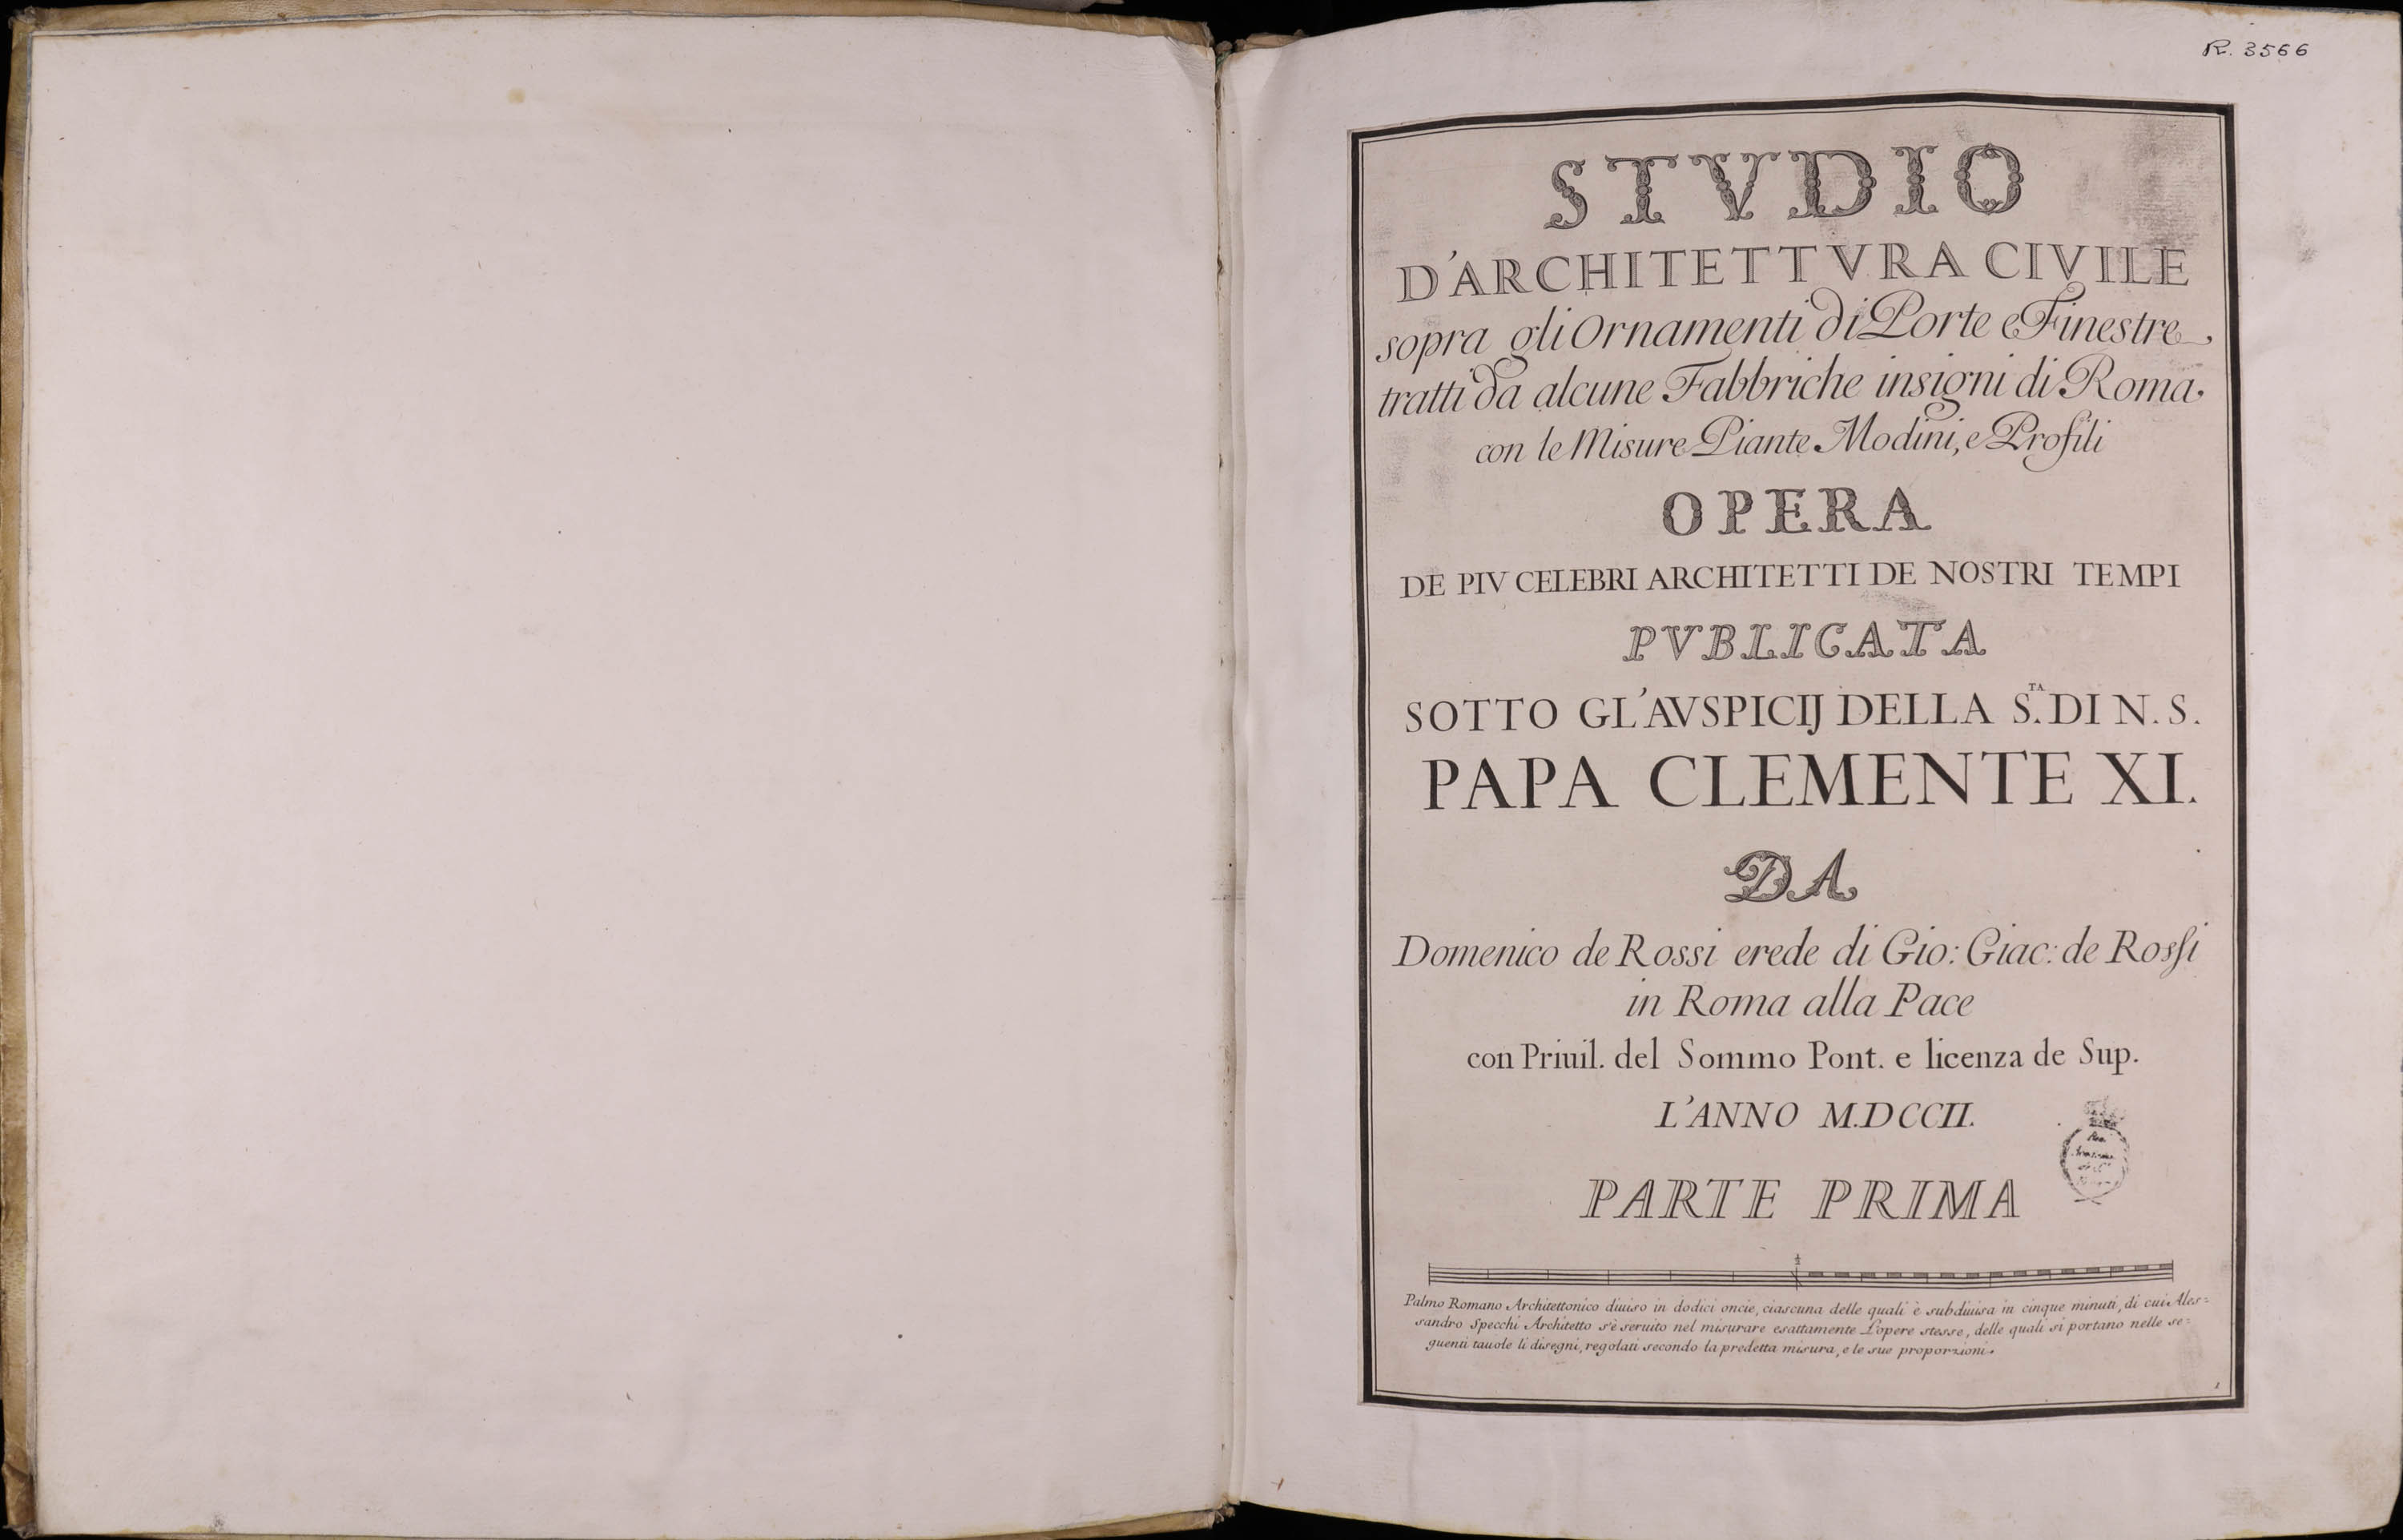 R. 3566
STVDIO
D'ARCHITETTVRA CIVILE
sopra gli Ornamenti di Porte e Finestre
tratti da alcune Fabbriche insigni di Roma
con le Misure Piante Modini, e Profili
OPERA
DE PIV CELEBRI ARCHITETTI DE NOSTRI TEMPI
PVBLICATA
SOTTO GL'AVSPICIJ DELLA S.TA DI N. S.
PAPA CLEMENTE XI.
DA
Domenico de Rossi erede di Gio: Giac: de Rossi
in Roma alla Pace
con Priuil. del Sommo Pont. e licenza de Sup.
L'ANNO M.DCCII.
PARTE PRIMA
Palmo Romano Architettonico diuiso in dodici oncie, ciascuna delle quali è subdiuisa in cinque minuti, di cui Ales=
sandro Specchi Architetto s'è seruito nel misurare esattamente L'opere stesse, delle quali si portano nelle se=
guenti tauole li disegni, regolati secondo la predetta misura, e le sue proporzioni.
1